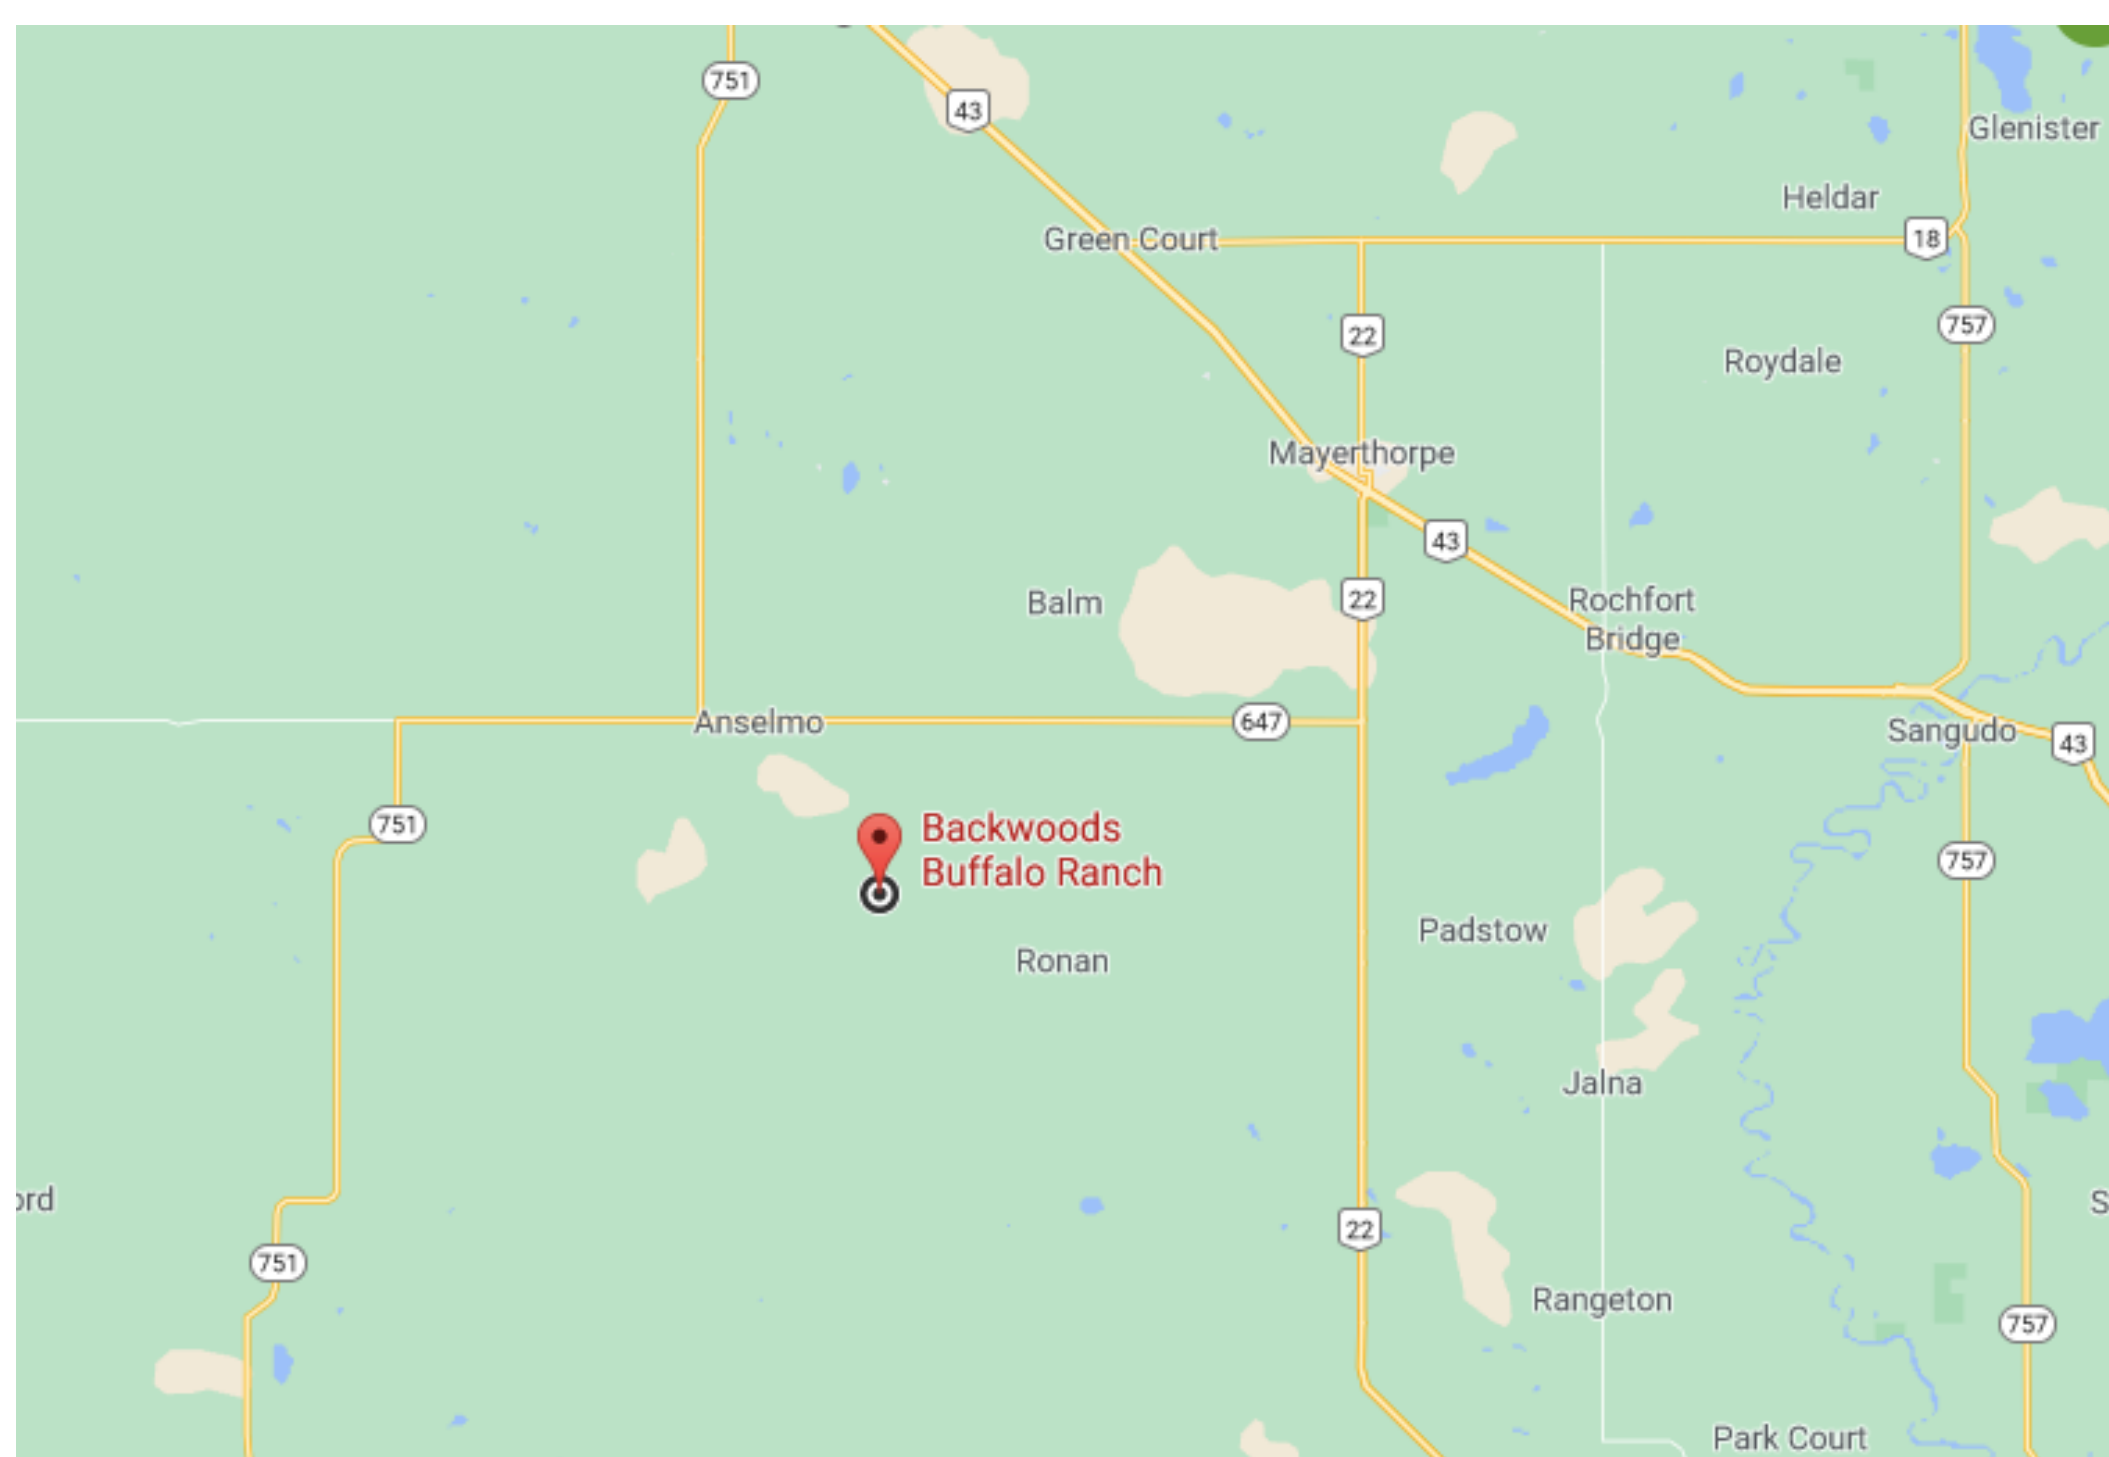 751
43
Glenister
Heldar
Green Court
18
22
757
Roydale
Mayerthorpe
43
22
Balm
Rochfort
Bridge
Anselmo
647
Sangudo
43
751
Backwoods
Buffalo Ranch
757
Padstow
Ronan
Jalna
ord
S
22
751
Rangeton
757
Park Court